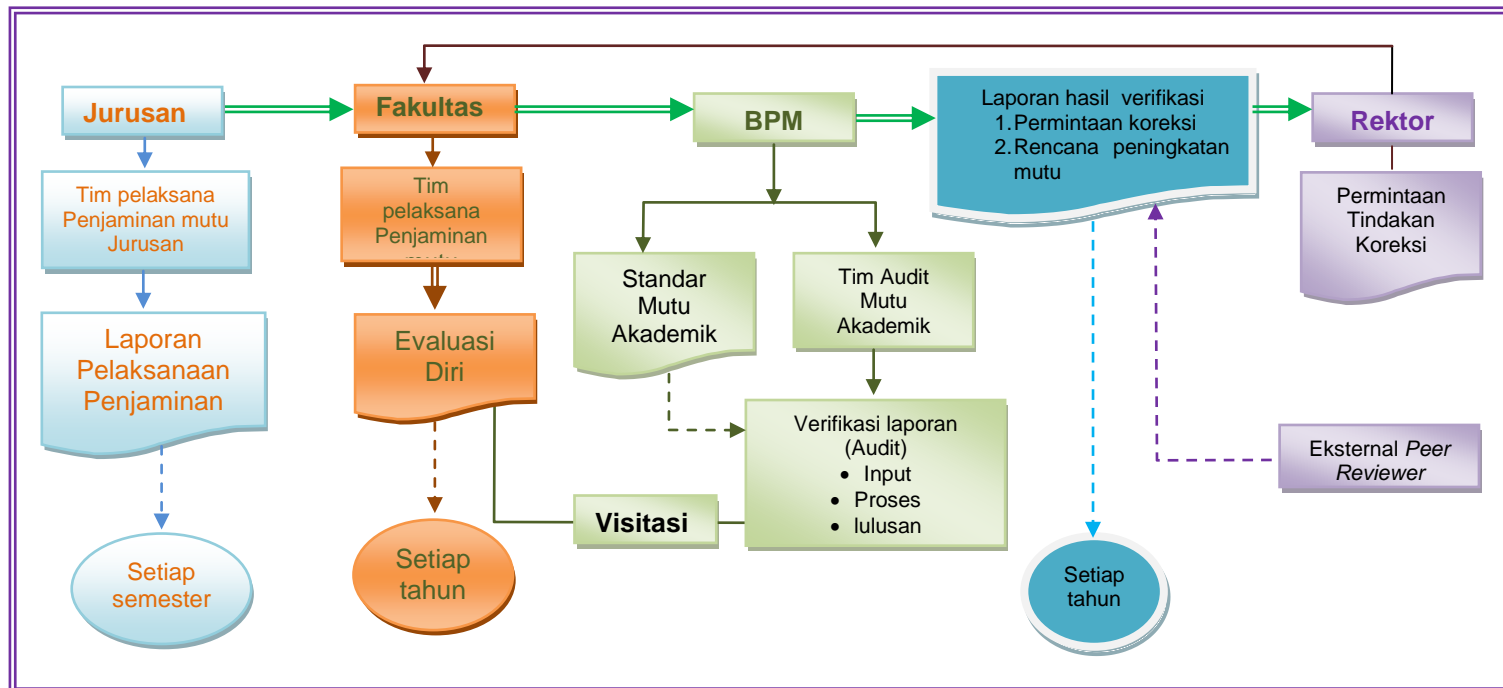 Jurusan
Tim pelaksana
Penjaminan mutu
Jurusan
Laporan
Pelaksanaan
Penjaminan
Setiap
semester
Fakultas
Tim
pelaksana
Penjaminan
Evaluasi
Diri
Setiap
tahun
BPM
Standar
Mutu
Akademik
Tim Audit
Mutu
Akademik
Verifikasi laporan
(Audit)
• Input
• Proses
• lulusan
Visitasi
Laporan hasil verifikasi
1. Permintaan koreksi
2. Rencana peningkatan
mutu
Setiap
tahun
Rektor
Permintaan
Tindakan
Koreksi
Eksternal Peer
Reviewer